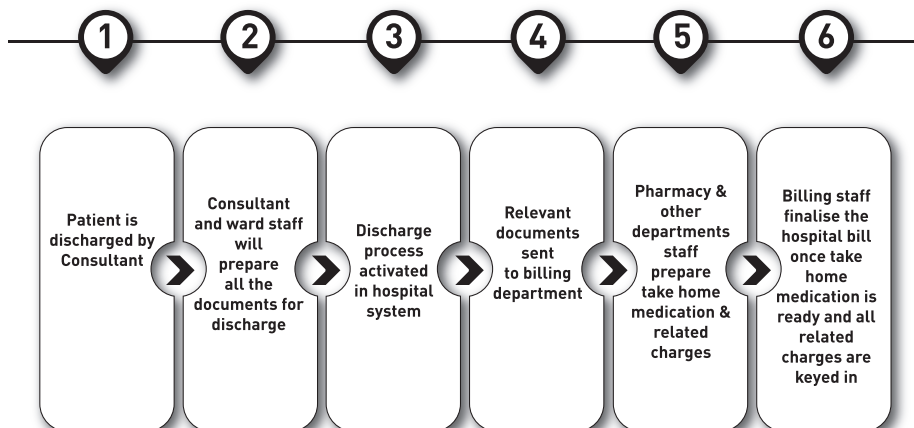 1
2
3
4
5
6
Patient is
discharged by
Consultant
Consultant
and ward staff
will
prepare
all the
documents for
discharge
Discharge
process
activated
in hospital
system
Relevant
documents
sent
to billing
department
Pharmacy &
other
departments
staff
prepare
take home
medication &
related
charges
Billing staff
finalise the
hospital bill
once take
home
medication is
ready and all
related
charges are
keyed in